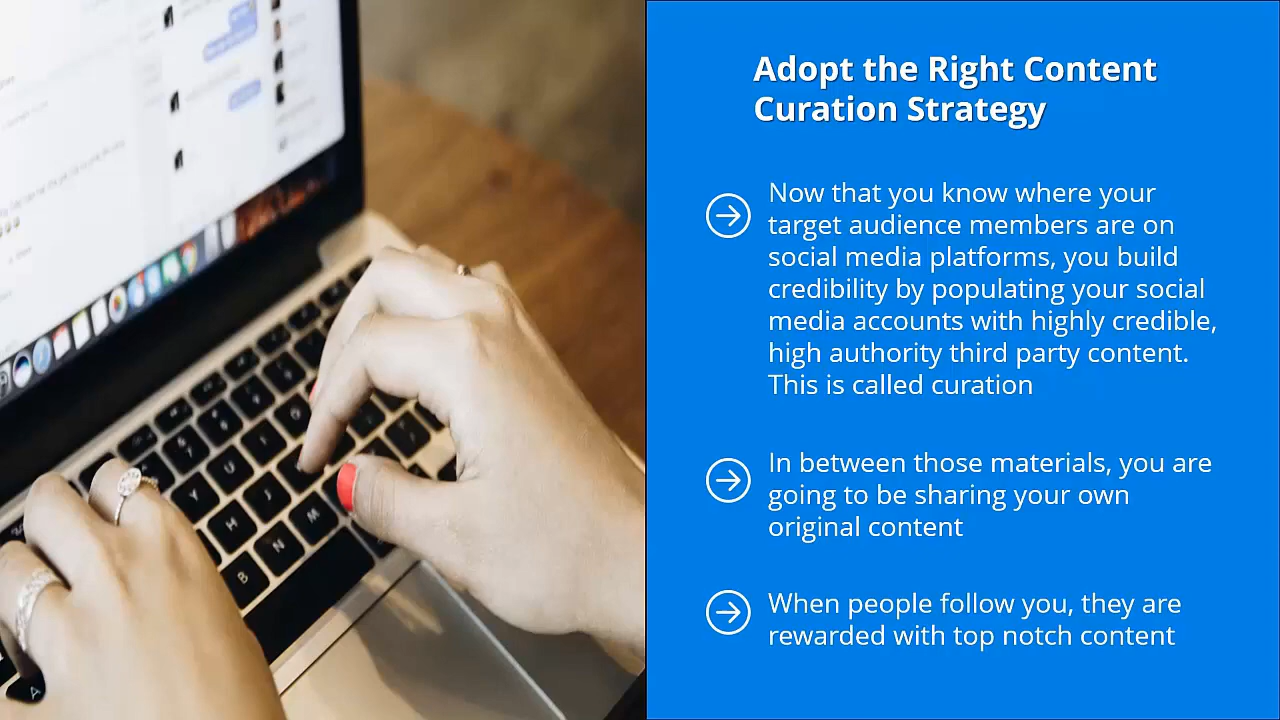 Adopt the Right Content
Curation Strategy
Now that you know where your
target audience members are on
social media platforms, you build
credibility by populating your social
media accounts with highly credible,
high authority third party content.
This is called curation
In between those materials, you are
going to be sharing your own
original content
When people follow you, they are
rewarded with top notch content